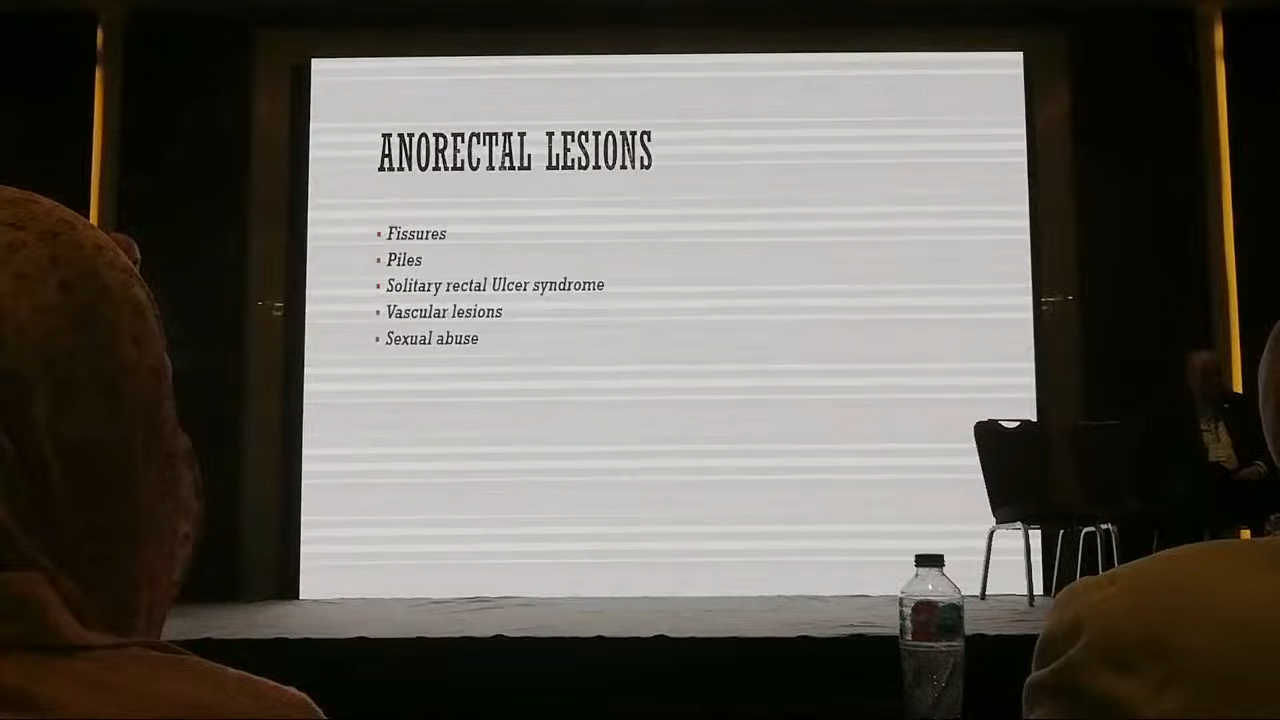 ANORECTAL LESIONS
Fissures
Piles
Solitary rectal Ulcer syndrome
Vascular lesions
Sexual abuse